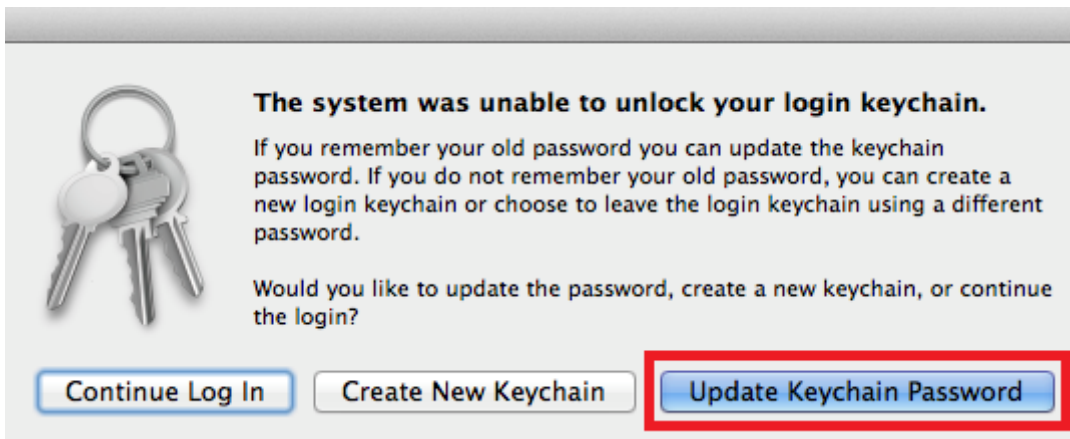 The system was unable to unlock your login keychain.
If you remember your old password you can update the keychain
password. If you do not remember your old password, you can create a
new login keychain or choose to leave the login keychain using a different
password.
Would you like to update the password, create a new keychain, or continue
the login?
Continue Log In
Create New Keychain
Update Keychain Password